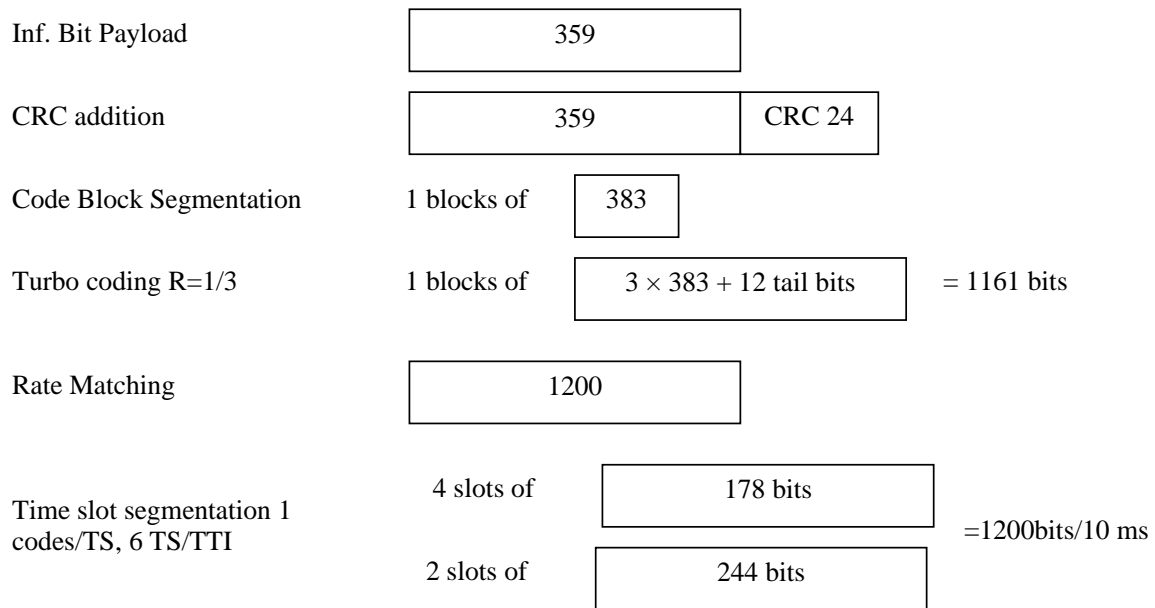 Inf. Bit Payload 359
CRC addition 359 CRC 24
Code Block Segmentation 1 blocks of 383
Turbo coding R=1/3 1 blocks of 3 × 383 + 12 tail bits = 1161 bits
Rate Matching 1200
4 slots of 178 bits
Time slot segmentation 1
codes/TS, 6 TS/TTI
=1200bits/10 ms
2 slots of 244 bits